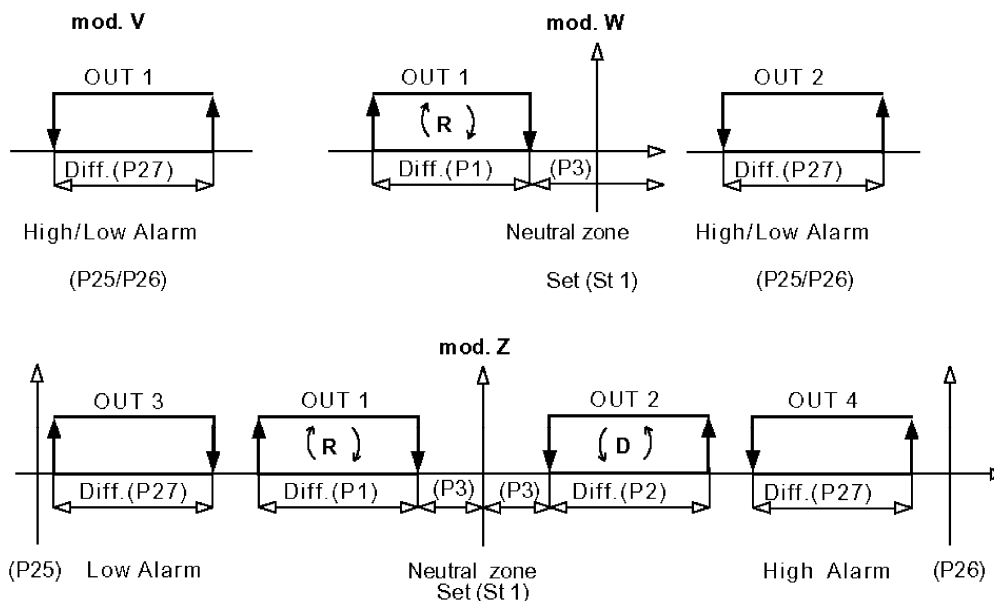 mod. V
mod. W
OUT 1
OUT 1
OUT 2
R
Diff.(P27)
Diff.(P1)
(P3)
Diff.(P27)
High/Low Alarm
Neutral zone
High/Low Alarm
(P25/P26)
Set (St 1)
(P25/P26)
mod. Z
OUT 3
OUT 1
OUT 2
OUT 4
R
D
Diff.(P27)
Diff.(P1)
(P3)
(P3)
Diff.(P2)
Diff.(P27)
(P25)
Low Alarm
Neutral zone
High Alarm
(P26)
Set (St 1)